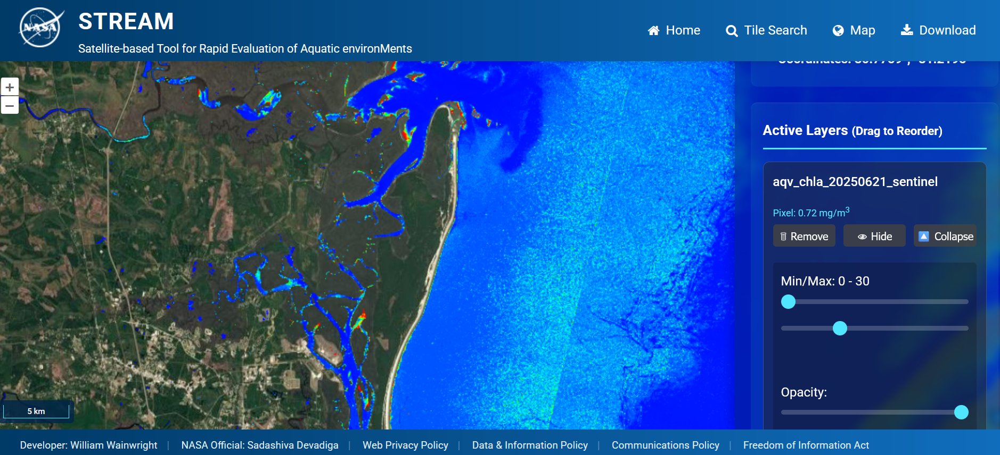 NASA
STREAM
Satellite-based Tool for Rapid Evaluation of Aquatic environMents
Home
Tile Search
Map
Download
+
−
Active Layers (Drag to Reorder)
aqv_chla_20250621_sentinel
Pixel: 0.72 mg/m³
Remove
Hide
Collapse
Min/Max: 0 - 30
Opacity:
5 km
Developer: William Wainwright | NASA Official: Sadashiva Devadiga | Web Privacy Policy | Data & Information Policy | Communications Policy | Freedom of Information Act